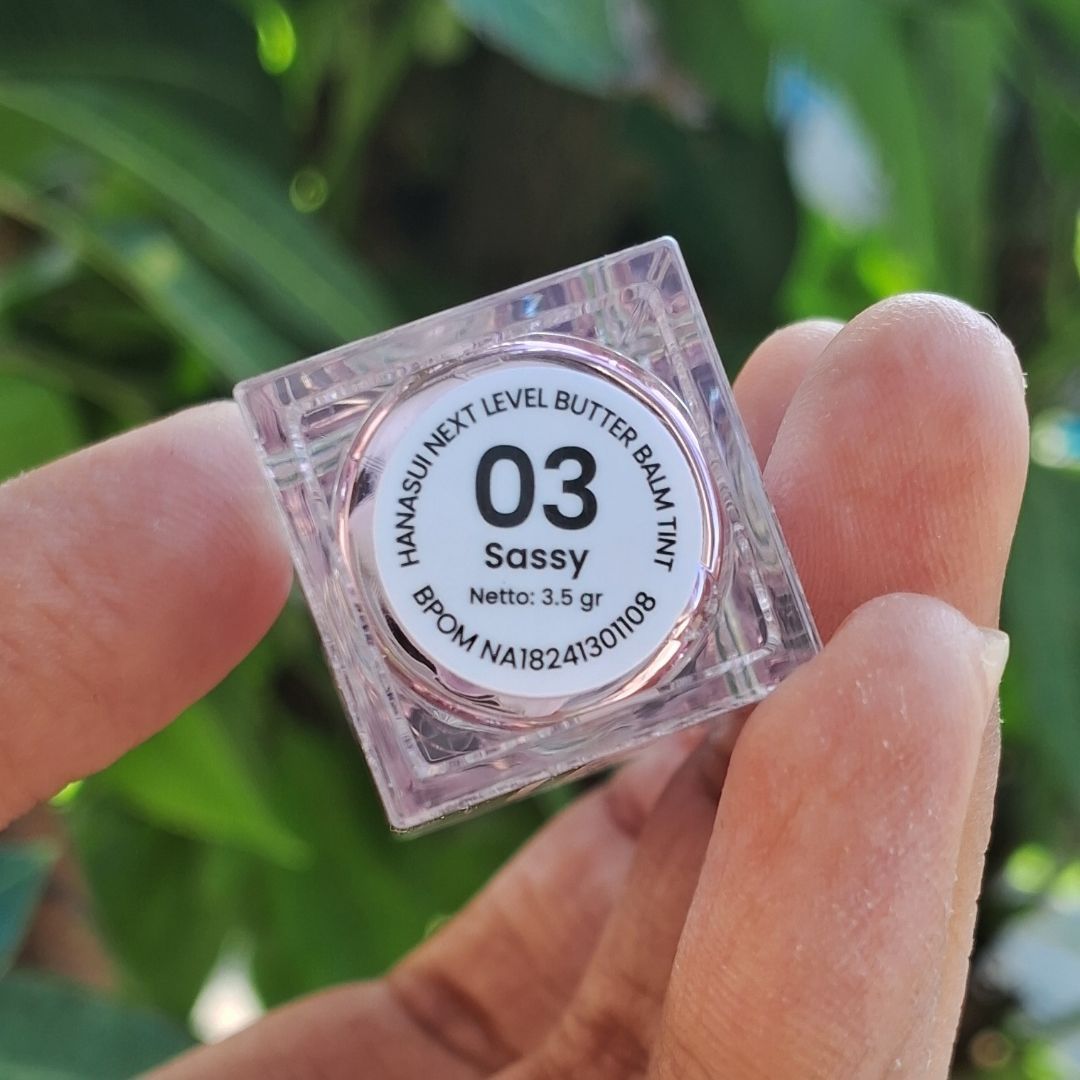 HANASUI NEXT LEVEL BUTTER BALM TINT
03
Sassy
Netto: 3.5 gr
BPOM NA18241301108